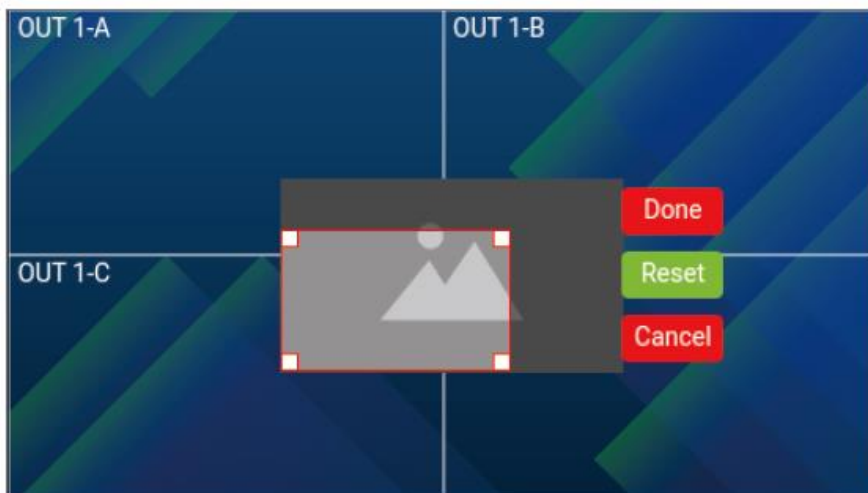 OUT 1-A
OUT 1-B
Done
Reset
OUT 1-C
Cancel